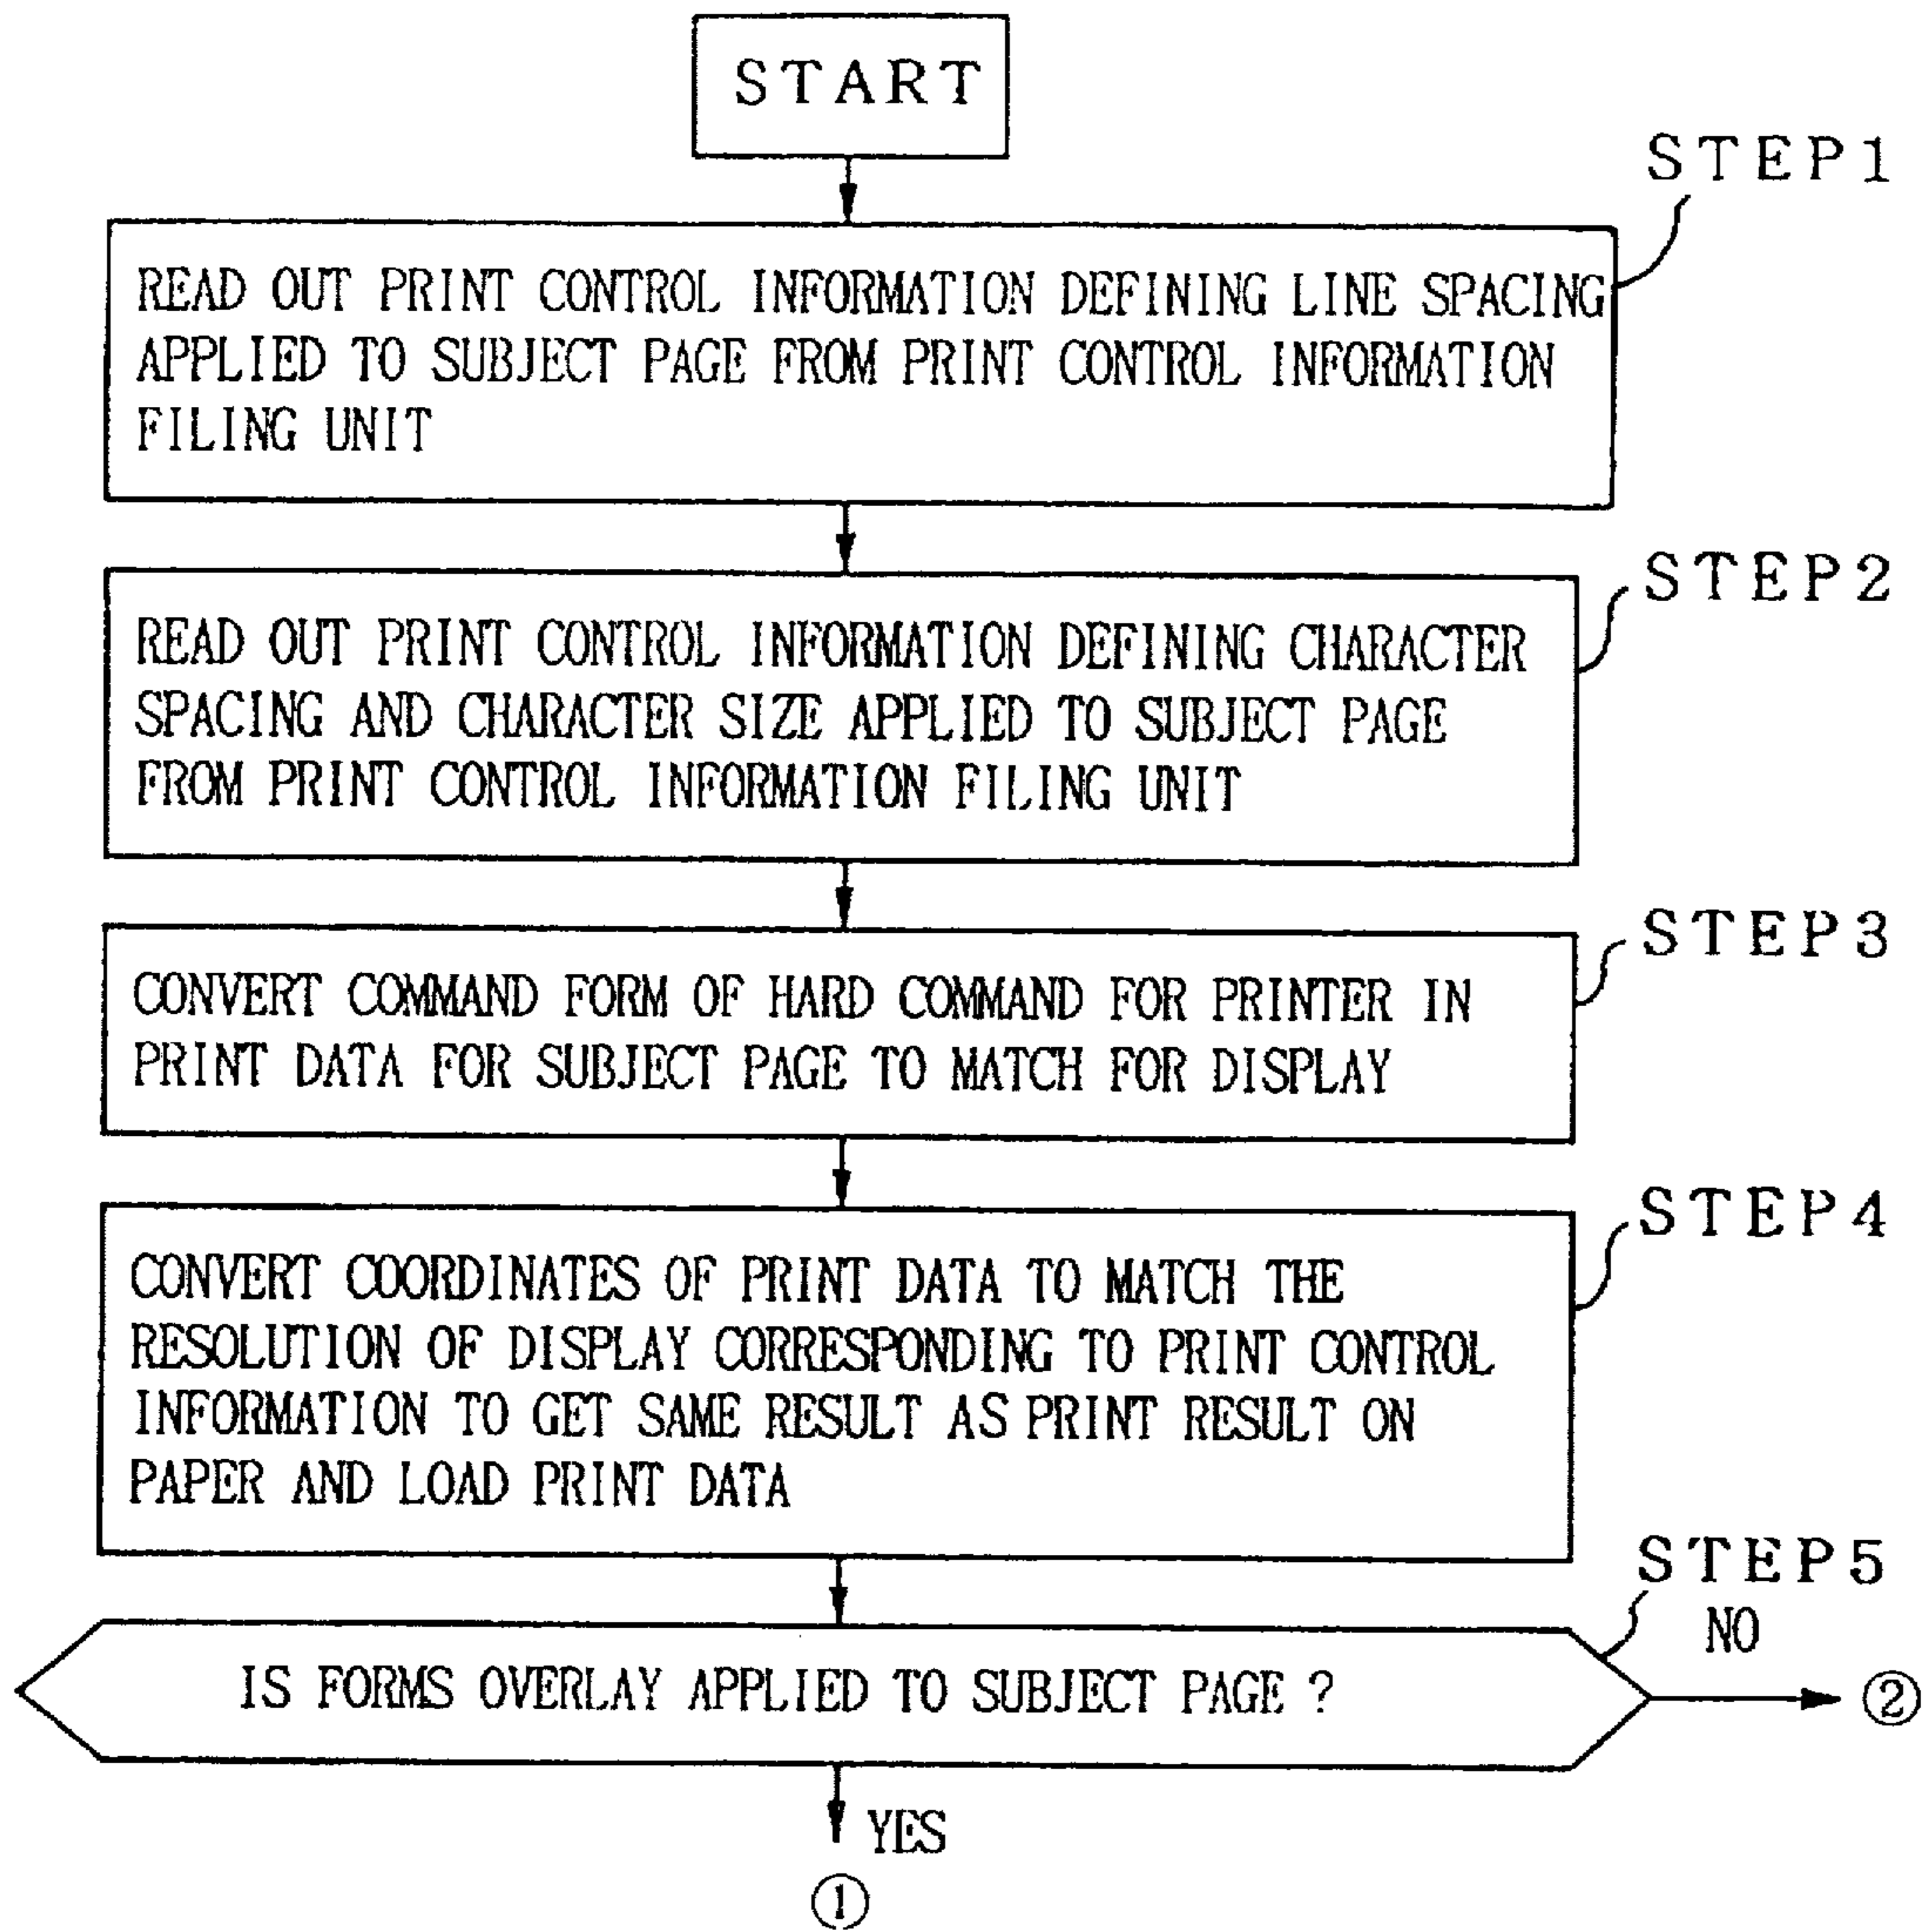 START
STEP1
READ OUT PRINT CONTROL INFORMATION DEFINING LINE SPACING
APPLIED TO SUBJECT PAGE FROM PRINT CONTROL INFORMATION
FILING UNIT
STEP2
READ OUT PRINT CONTROL INFORMATION DEFINING CHARACTER
SPACING AND CHARACTER SIZE APPLIED TO SUBJECT PAGE
FROM PRINT CONTROL INFORMATION FILING UNIT
STEP3
CONVERT COMMAND FORM OF HARD COMMAND FOR PRINTER IN
PRINT DATA FOR SUBJECT PAGE TO MATCH FOR DISPLAY
STEP4
CONVERT COORDINATES OF PRINT DATA TO MATCH THE
RESOLUTION OF DISPLAY CORRESPONDING TO PRINT CONTROL
INFORMATION TO GET SAME RESULT AS PRINT RESULT ON
PAPER AND LOAD PRINT DATA
STEP5
NO
IS FORMS OVERLAY APPLIED TO SUBJECT PAGE ?
②
YES
①